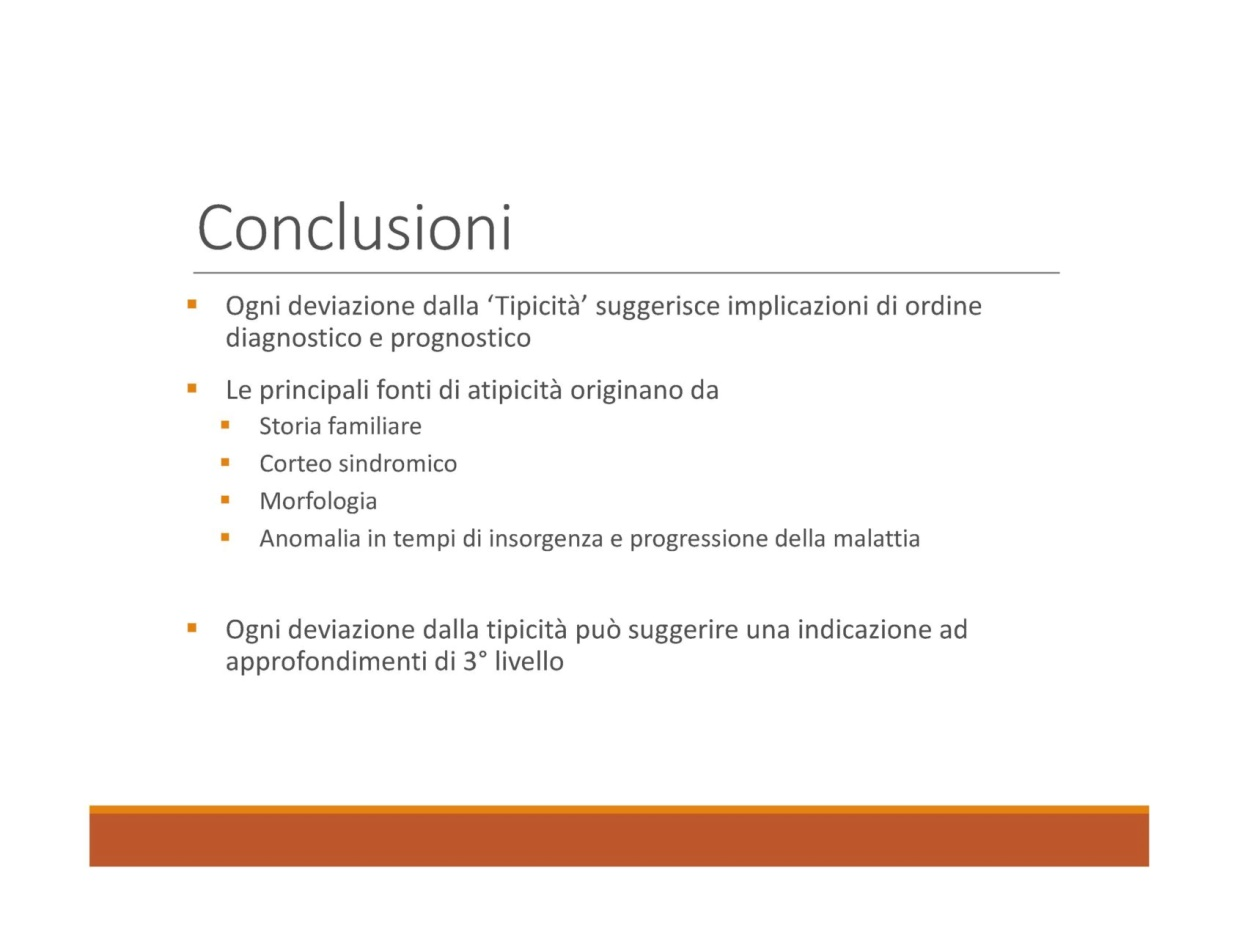 Conclusioni
Ogni deviazione dalla ‘Tipicità’ suggerisce implicazioni di ordine
diagnostico e prognostico
Le principali fonti di atipicità originano da
Storia familiare
Corteo sindromico
Morfologia
Anomalia in tempi di insorgenza e progressione della malattia
Ogni deviazione dalla tipicità può suggerire una indicazione ad
approfondimenti di 3° livello